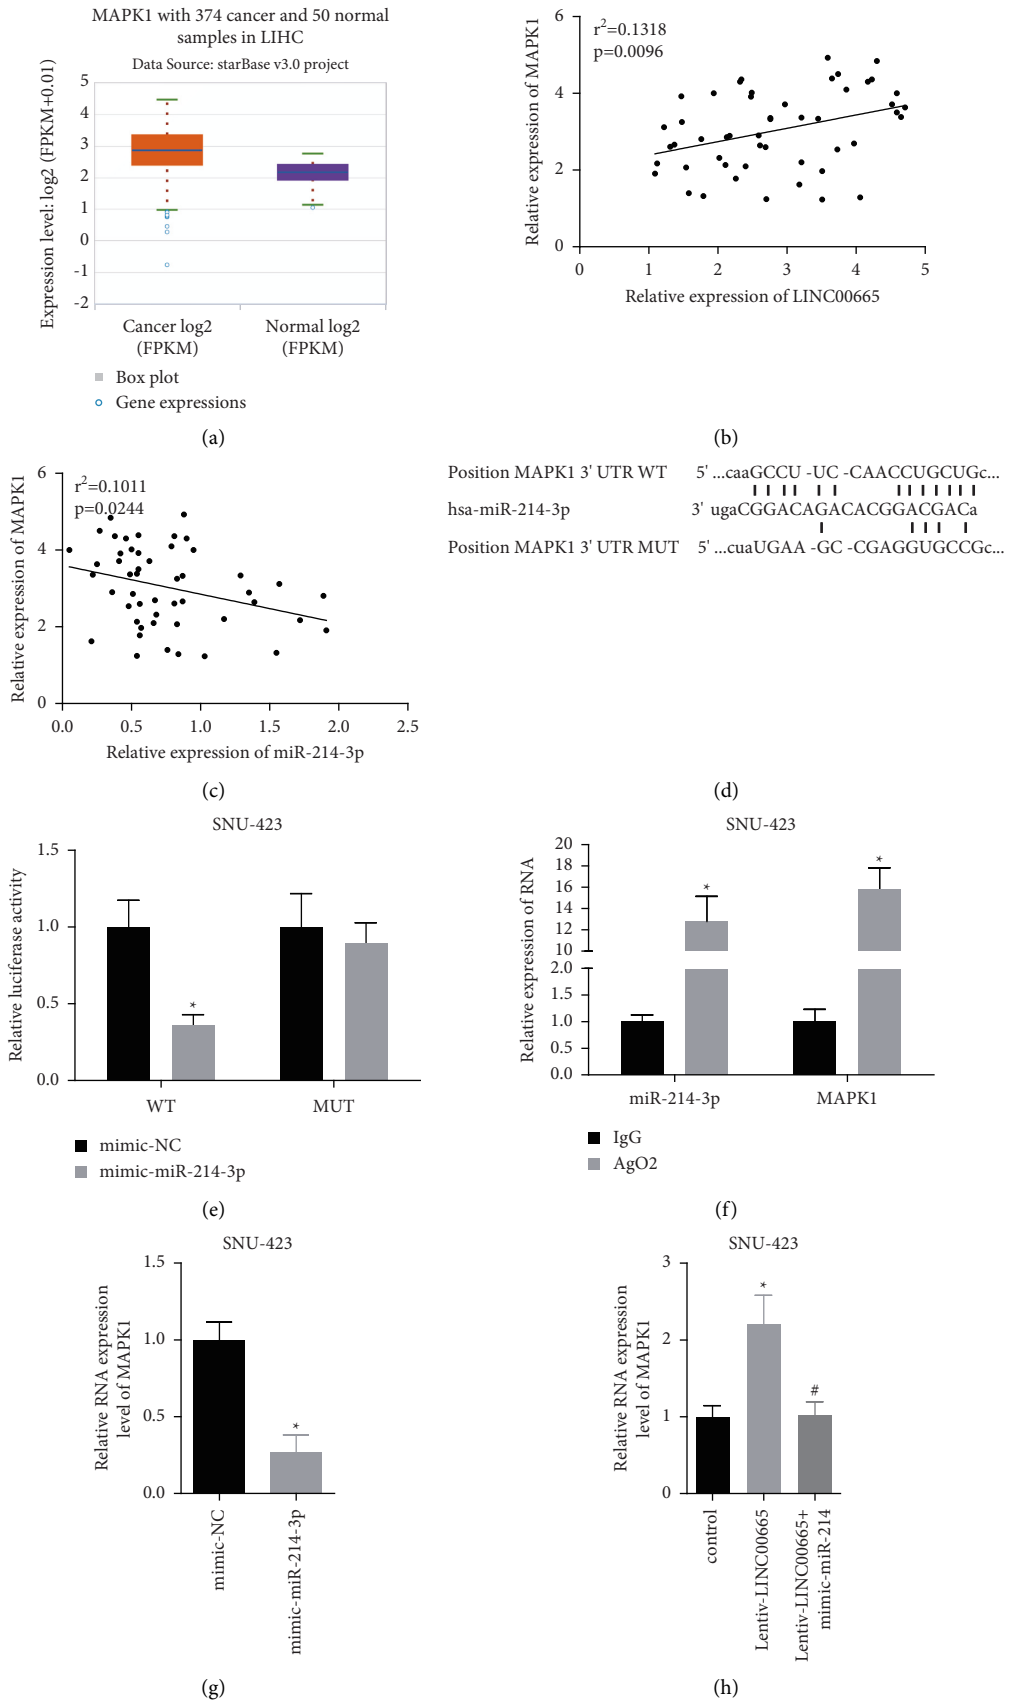 MAPK1 with 374 cancer and 50 normal
samples in LIHC
Data Source: starBase v3.0 project
Expression level: log2 (FPKM+0.01)
5
4
3
2
1
0
-1
-2
Cancer log2
(FPKM)
Normal log2
(FPKM)
Box plot
Gene expressions
(a)
r²=0.1318
p=0.0096
Relative expression of MAPK1
6
4
2
0
0 1 2 3 4 5
Relative expression of LINC00665
(b)
r²=0.1011
p=0.0244
Relative expression of MAPK1
6
4
2
0
0.0 0.5 1.0 1.5 2.0 2.5
Relative expression of miR-214-3p
(c)
Position MAPK1 3' UTR WT 5' ...caaGCCU -UC -CAACCUGCUGc...
hsa-miR-214-3p 3' ugaCGGACAGACACGGACGACa
Position MAPK1 3' UTR MUT 5' ...cuaUGAA -GC -CGAGGUGCCGc...
(d)
SNU-423
Relative luciferase activity
1.5
1.0
0.5
0.0
*
WT MUT
mimic-NC
mimic-miR-214-3p
(e)
SNU-423
Relative expression of RNA
20
18
16
14
12
10
2.0
1.5
1.0
0.5
0.0
* *
miR-214-3p MAPK1
IgG
AgO2
(f)
SNU-423
Relative RNA expression
level of MAPK1
1.5
1.0
0.5
0.0
*
mimic-NC
mimic-miR-214-3p
(g)
SNU-423
Relative RNA expression
level of MAPK1
3
2
1
0
*
#
control
Lentiv-LINC00665
Lentiv-LINC00665+
mimic-miR-214
(h)